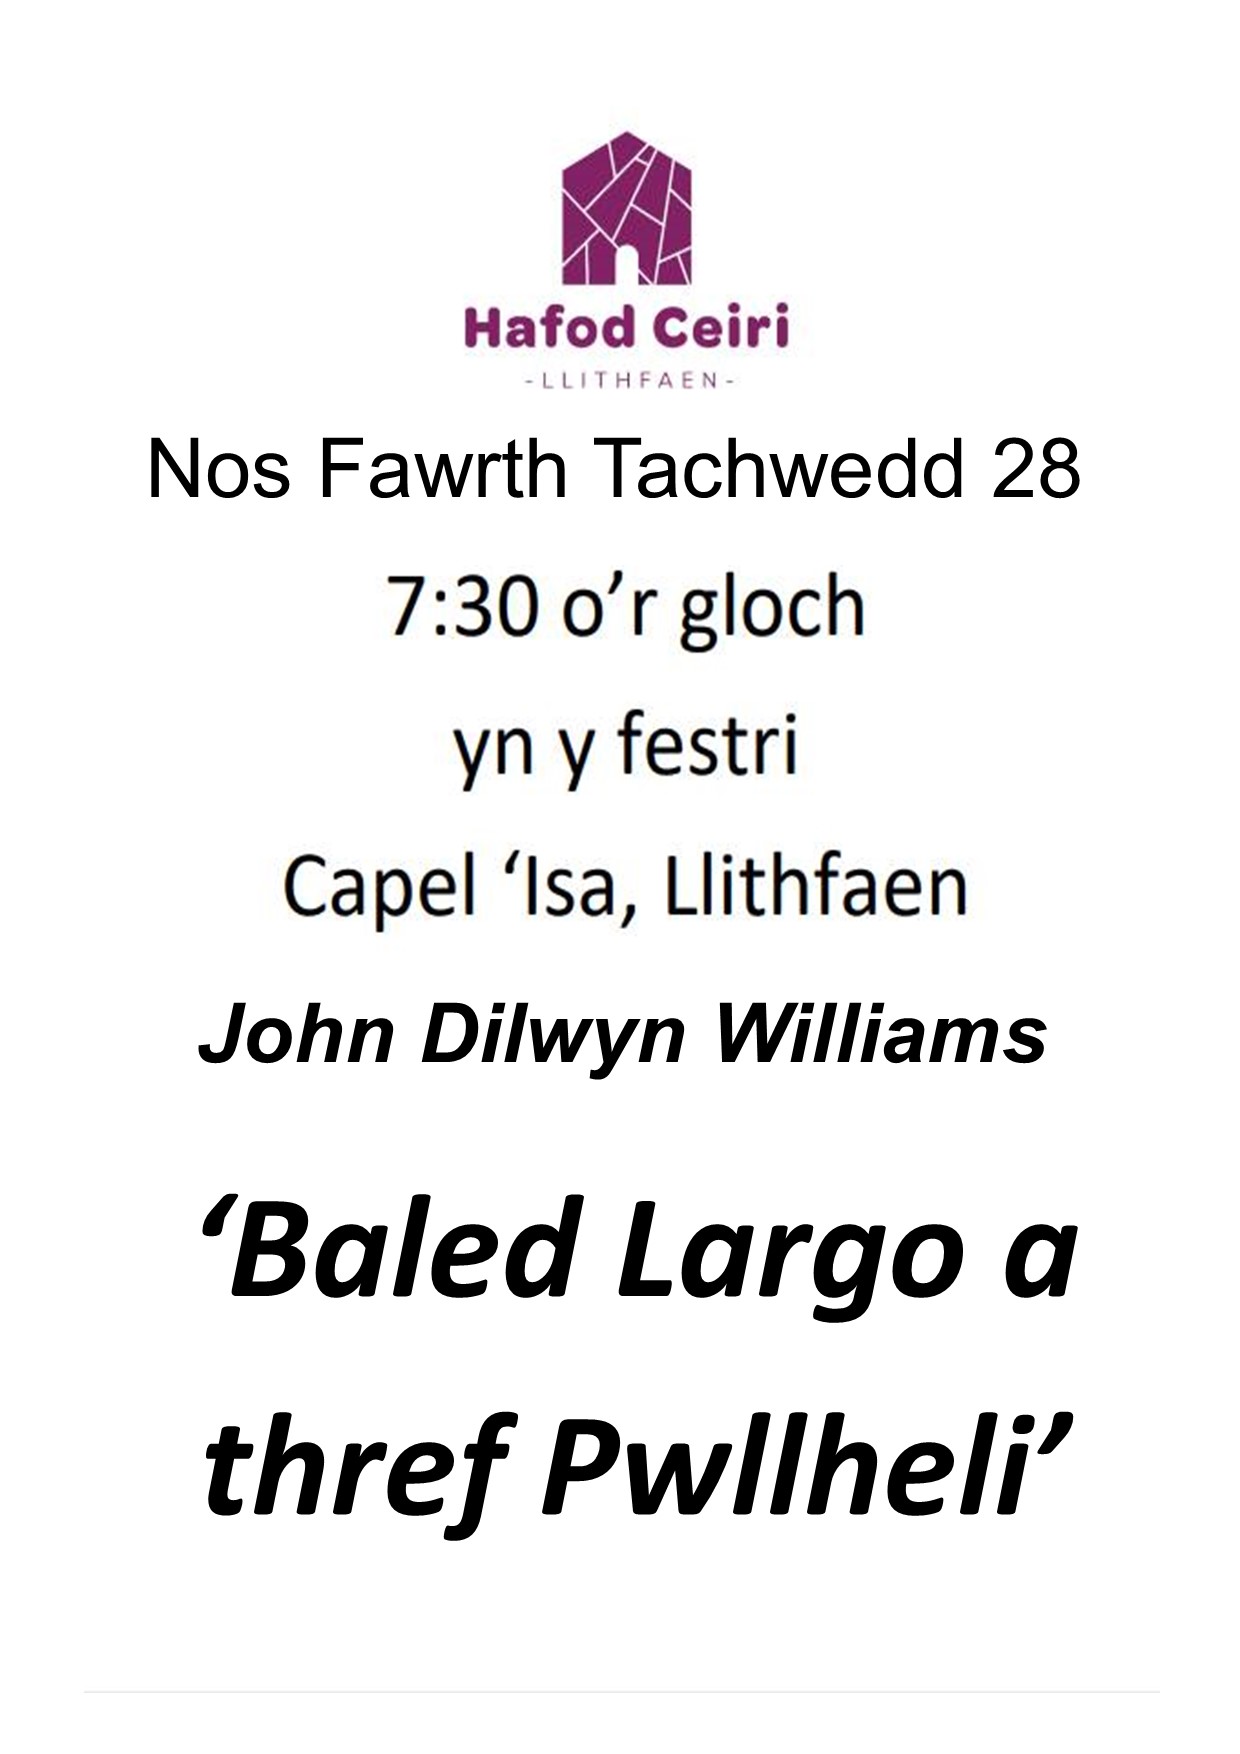 Hafod Ceiri
-LLITHFAEN-
Nos Fawrth Tachwedd 28
7:30 o’r gloch
yn y festri
Capel ‘Isa, Llithfaen
John Dilwyn Williams
‘Baled Largo a
thref Pwllheli’